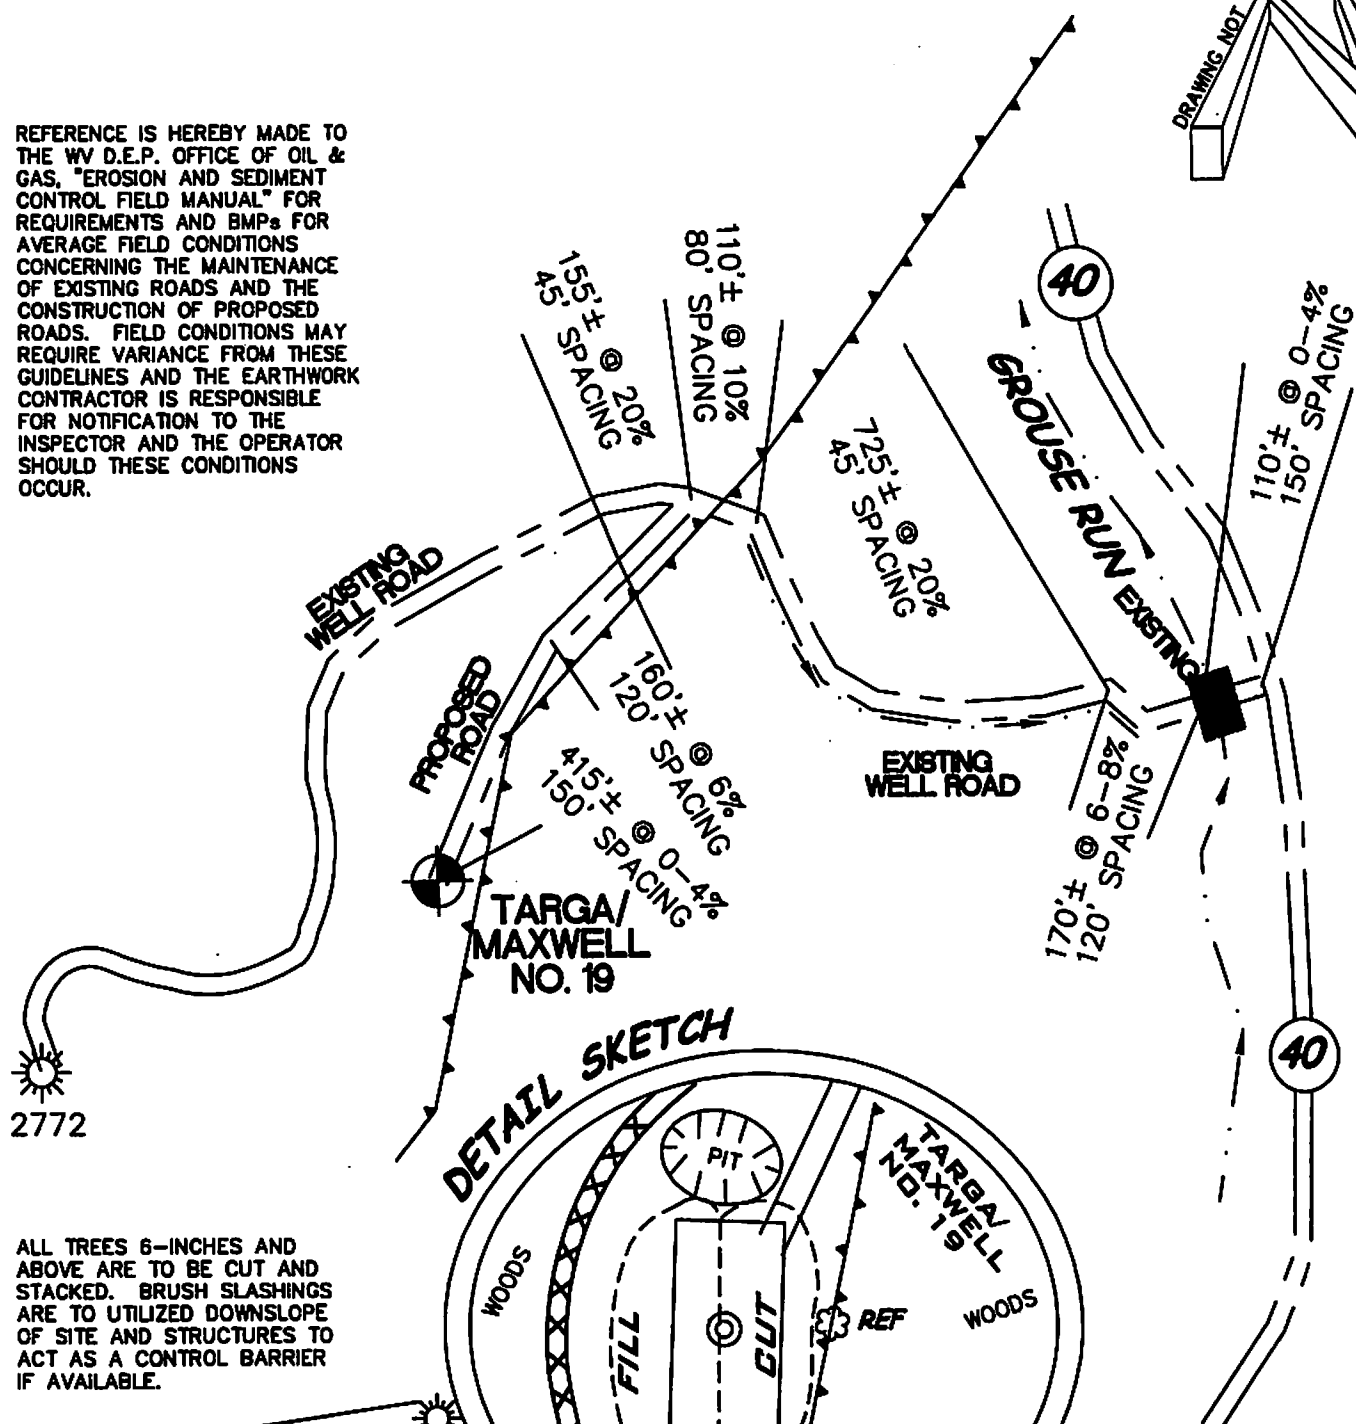 DRAWING NOT
REFERENCE IS HEREBY MADE TO
THE WV D.E.P. OFFICE OF OIL &
GAS, "EROSION AND SEDIMENT
CONTROL FIELD MANUAL" FOR
REQUIREMENTS AND BMPs FOR
AVERAGE FIELD CONDITIONS
CONCERNING THE MAINTENANCE
OF EXISTING ROADS AND THE
CONSTRUCTION OF PROPOSED
ROADS. FIELD CONDITIONS MAY
REQUIRE VARIANCE FROM THESE
GUIDELINES AND THE EARTHWORK
CONTRACTOR IS RESPONSIBLE
FOR NOTIFICATION TO THE
INSPECTOR AND THE OPERATOR
SHOULD THESE CONDITIONS
OCCUR.
155'± @ 20%
45' SPACING
110'± @ 10%
80' SPACING
40
110'± @ 0-4%
150' SPACING
GROUSE RUN
725'± @ 20%
45' SPACING
EXISTING
WELL ROAD
EXISTING
PROPOSED
ROAD
160'± @ 6%
120' SPACING
415'± @ 0-4%
150' SPACING
EXISTING
WELL ROAD
170'± @ 6-8%
120' SPACING
TARGA/
MAXWELL
NO. 19
40
2772
DETAIL SKETCH
PIT
TARGA/
MAXWELL
NO. 19
WOODS
FILL
CUT
REF
WOODS
ALL TREES 6-INCHES AND
ABOVE ARE TO BE CUT AND
STACKED. BRUSH SLASHINGS
ARE TO UTILIZED DOWNSLOPE
OF SITE AND STRUCTURES TO
ACT AS A CONTROL BARRIER
IF AVAILABLE.